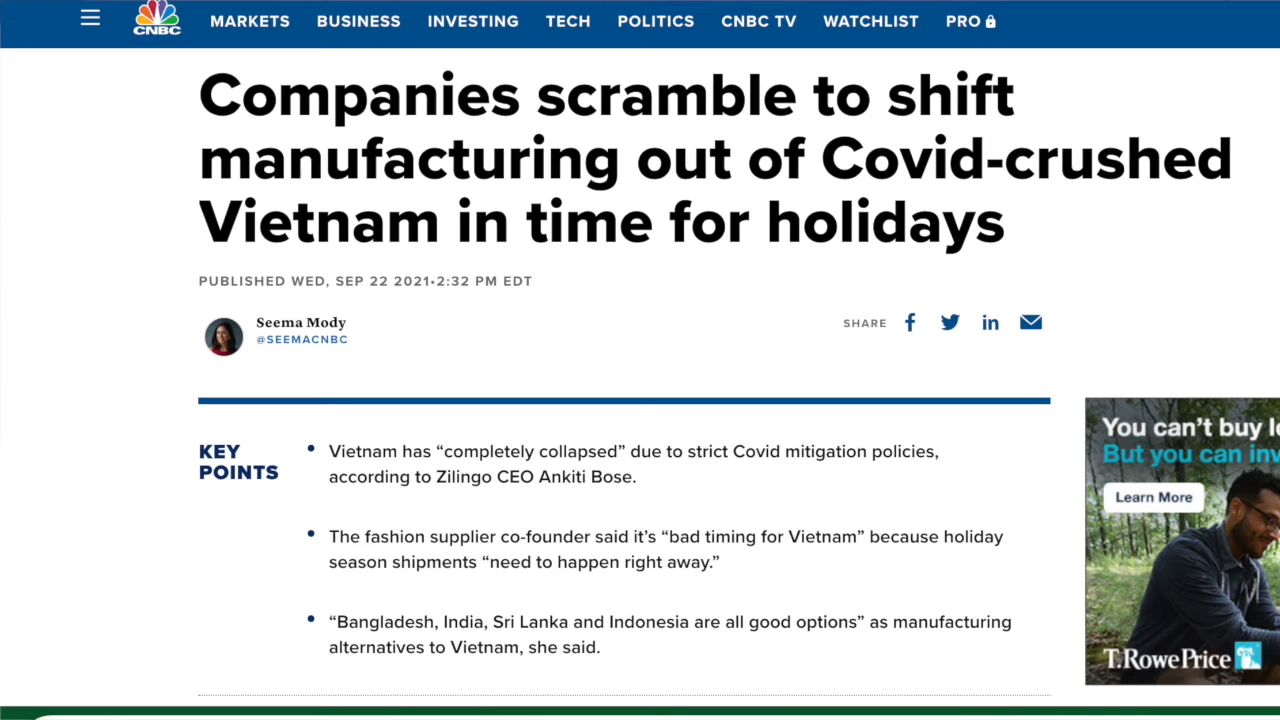 CNBC
MARKETS BUSINESS INVESTING TECH POLITICS CNBC TV WATCHLIST PRO
Companies scramble to shift
manufacturing out of Covid-crushed
Vietnam in time for holidays
PUBLISHED WED, SEP 22 2021•2:32 PM EDT
Seema Mody
@SEEMACNBC
SHARE
KEY
POINTS
• Vietnam has “completely collapsed” due to strict Covid mitigation policies,
according to Zilingo CEO Ankiti Bose.
• The fashion supplier co-founder said it’s “bad timing for Vietnam” because holiday
season shipments “need to happen right away.”
• “Bangladesh, India, Sri Lanka and Indonesia are all good options” as manufacturing
alternatives to Vietnam, she said.
You can’t buy
But you can
Learn More
T.RowePrice